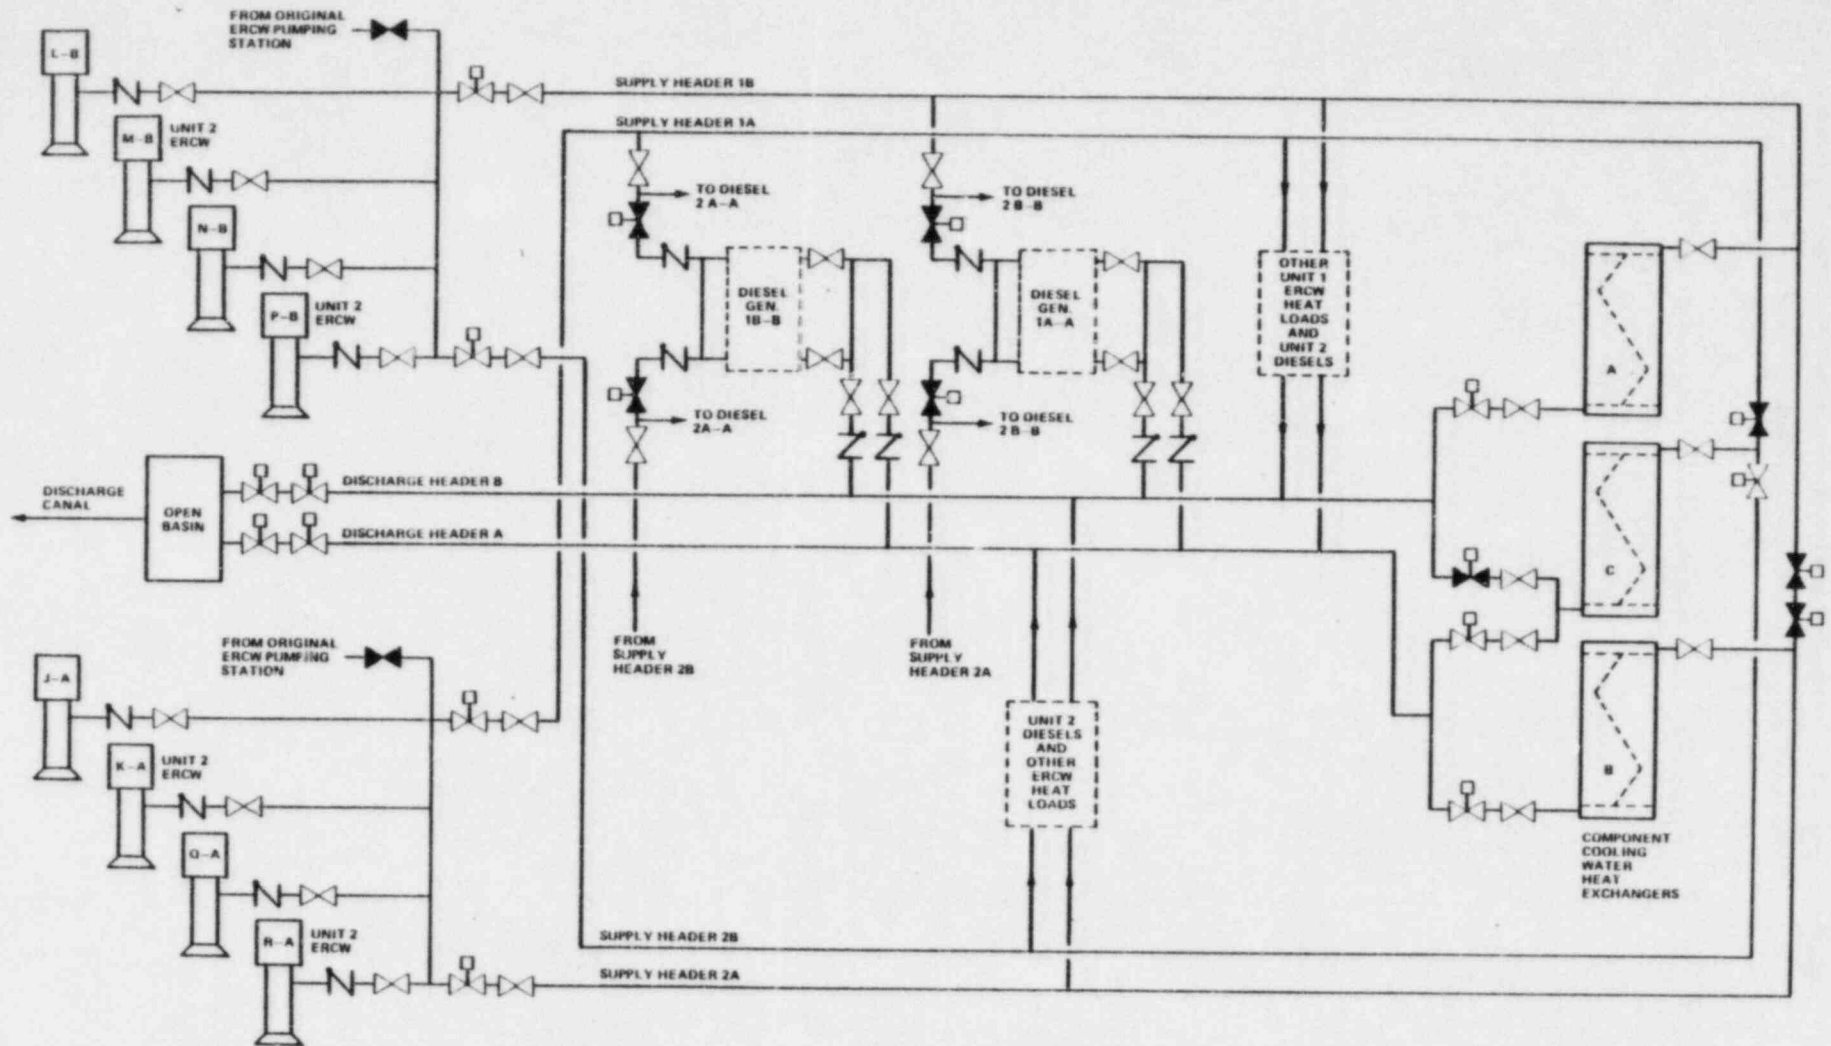 FROM ORIGINAL
ERCW PUMPING
STATION
L-B
SUPPLY HEADER 1B
M-B
UNIT 2
ERCW
SUPPLY HEADER 1A
TO DIESEL
2 A-A
TO DIESEL
2 B-B
N-B
P-B
UNIT 2
ERCW
DIESEL
GEN.
1B-B
DIESEL
GEN.
1A-A
OTHER
UNIT 1
ERCW
HEAT
LOADS
AND
UNIT 2
DIESELS
A
TO DIESEL
2A-A
TO DIESEL
2 B-B
DISCHARGE
CANAL
OPEN
BASIN
DISCHARGE HEADER B
DISCHARGE HEADER A
C
FROM ORIGINAL
ERCW PUMPING
STATION
FROM
SUPPLY
HEADER 2B
FROM
SUPPLY
HEADER 2A
J-A
K-A
UNIT 2
ERCW
UNIT 2
DIESELS
AND
OTHER
ERCW
HEAT
LOADS
B
COMPONENT
COOLING
WATER
HEAT
EXCHANGERS
Q-A
R-A
UNIT 2
ERCW
SUPPLY HEADER 2B
SUPPLY HEADER 2A